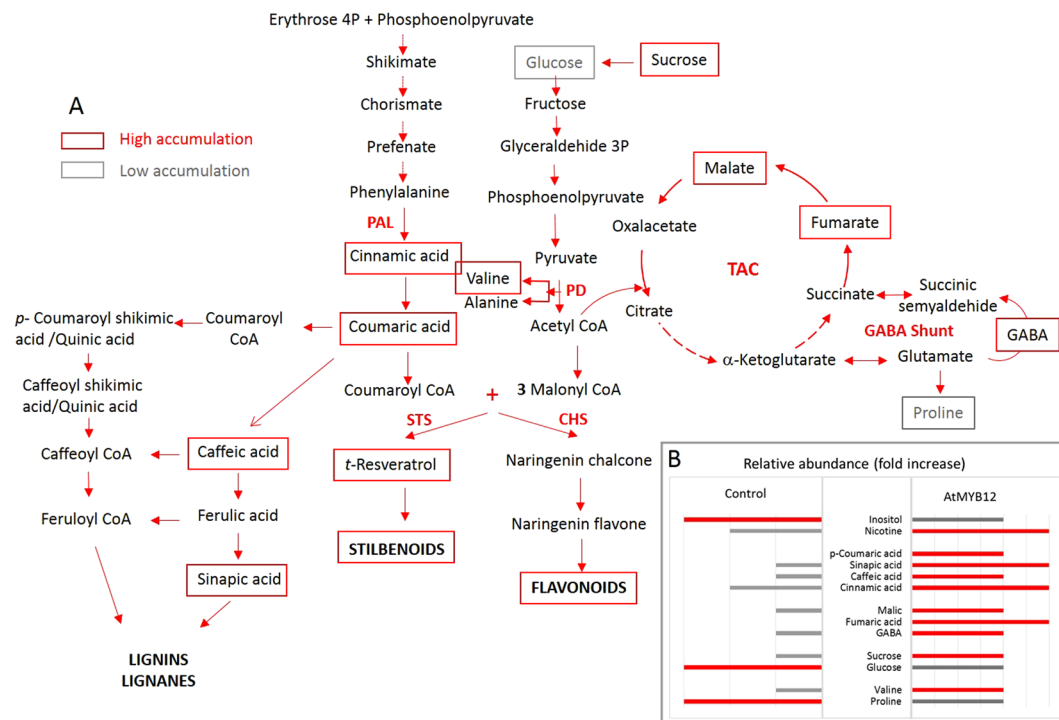 Erythrose 4P + Phosphoenolpyruvate
Shikimate
Glucose
Sucrose
A
Chorismate
Fructose
High accumulation
Low accumulation
Prefenate
Glyceraldehide 3P
Malate
Phenylalanine
Phosphoenolpyruvate
PAL
Oxalacetate
Fumarate
Cinnamic acid
Pyruvate
TAC
Valine
Alanine
PD
Succinate
Succinic
semyaldehide
p- Coumaroyl shikimic
acid /Quinic acid
Coumaroyl
CoA
Coumaric acid
Acetyl CoA
Citrate
GABA Shunt
GABA
α-Ketoglutarate
Glutamate
Caffeoyl shikimic
acid/Quinic acid
Coumaroyl CoA
+
3 Malonyl CoA
Proline
STS
CHS
Caffeoyl CoA
Caffeic acid
t-Resveratrol
Naringenin chalcone
Feruloyl CoA
Ferulic acid
Naringenin flavone
STILBENOIDS
Sinapic acid
FLAVONOIDS
LIGNINS
LIGNANES
B
Relative abundance (fold increase)
Control
AtMYB12
Inositol
Nicotine
p-Coumaric acid
Sinapic acid
Caffeic acid
Cinnamic acid
Malic
Fumaric acid
GABA
Sucrose
Glucose
Valine
Proline